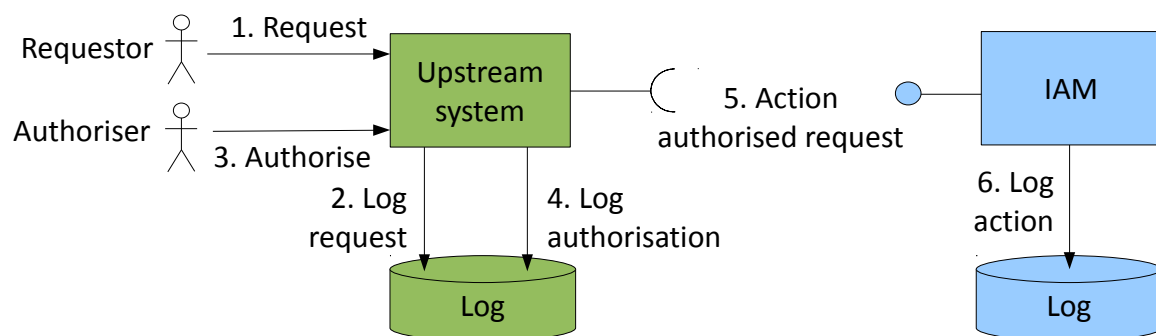 Requestor
1. Request
Authoriser
3. Authorise
Upstream
system
5. Action
authorised request
IAM
2. Log
request
4. Log
authorisation
6. Log
action
Log
Log